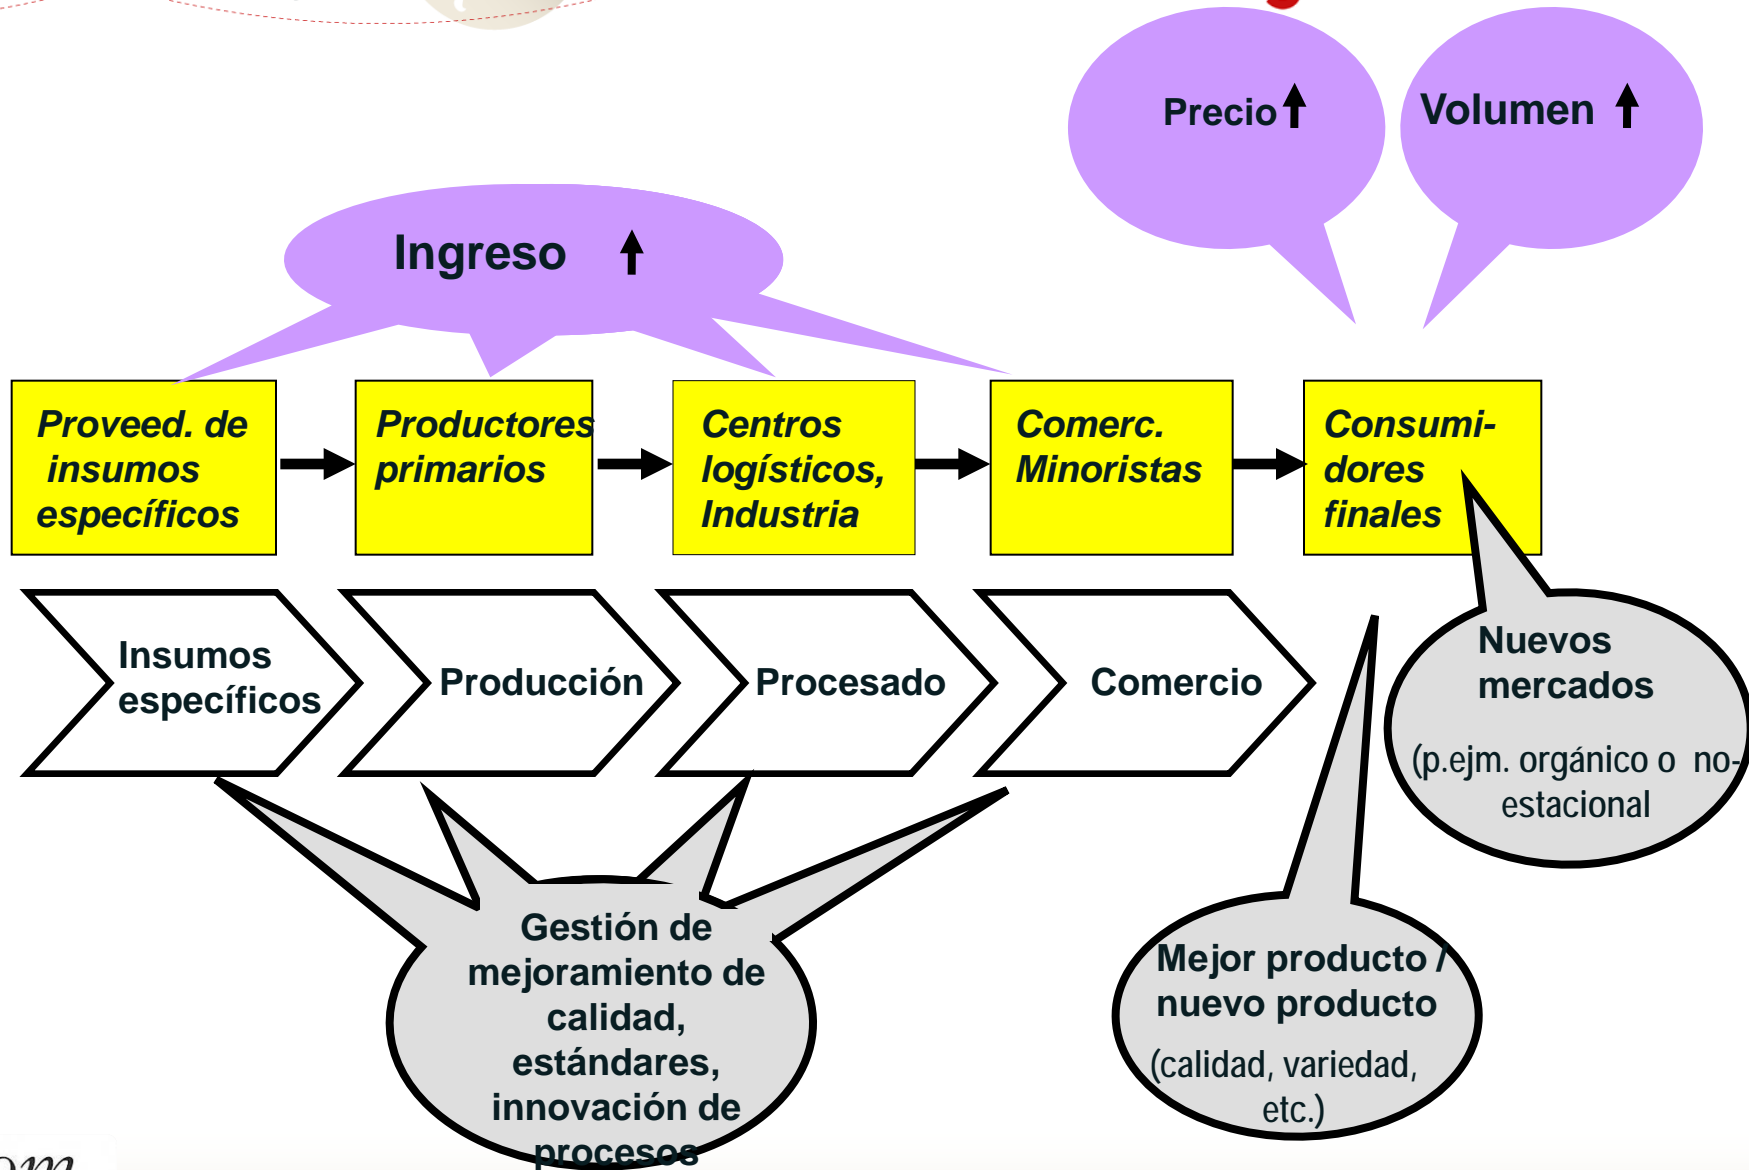 Precio
Volumen
Ingreso
Proveed. de
insumos
específicos
Productores
primarios
Centros
logísticos,
Industria
Comerc.
Minoristas
Consumi-
dores
finales
Insumos
específicos
Producción
Procesado
Comercio
Nuevos
mercados
(p.ejm. orgánico o no-
estacional
Gestión de
mejoramiento de
calidad,
estándares,
innovación de
procesos
Mejor producto /
nuevo producto
(calidad, variedad,
etc.)
om